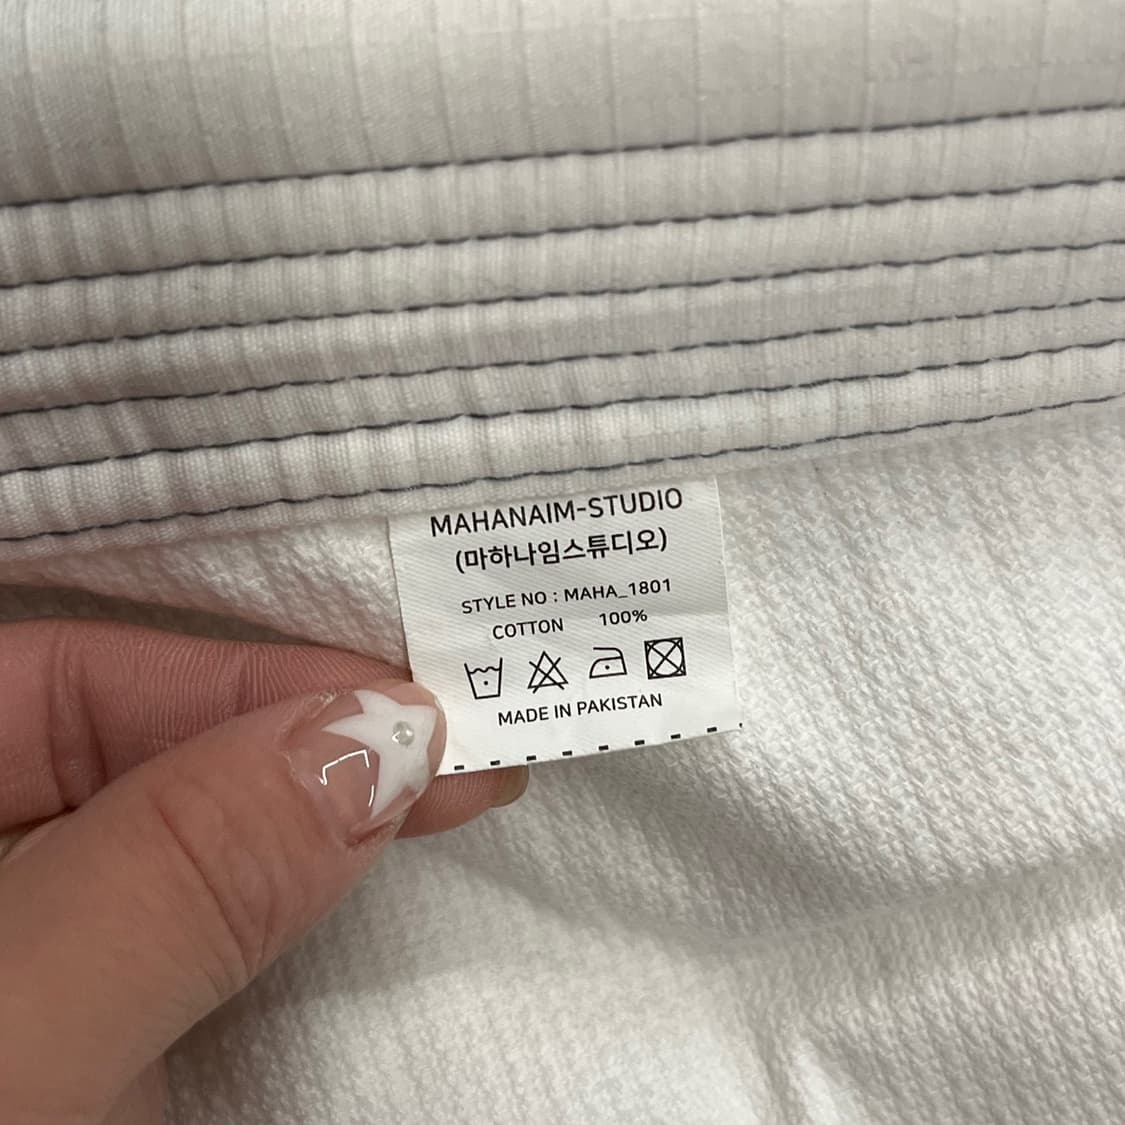 MAHANAIM-STUDIO
(마하나임스튜디오)
STYLE NO : MAHA_1801
COTTON 100%
MADE IN PAKISTAN